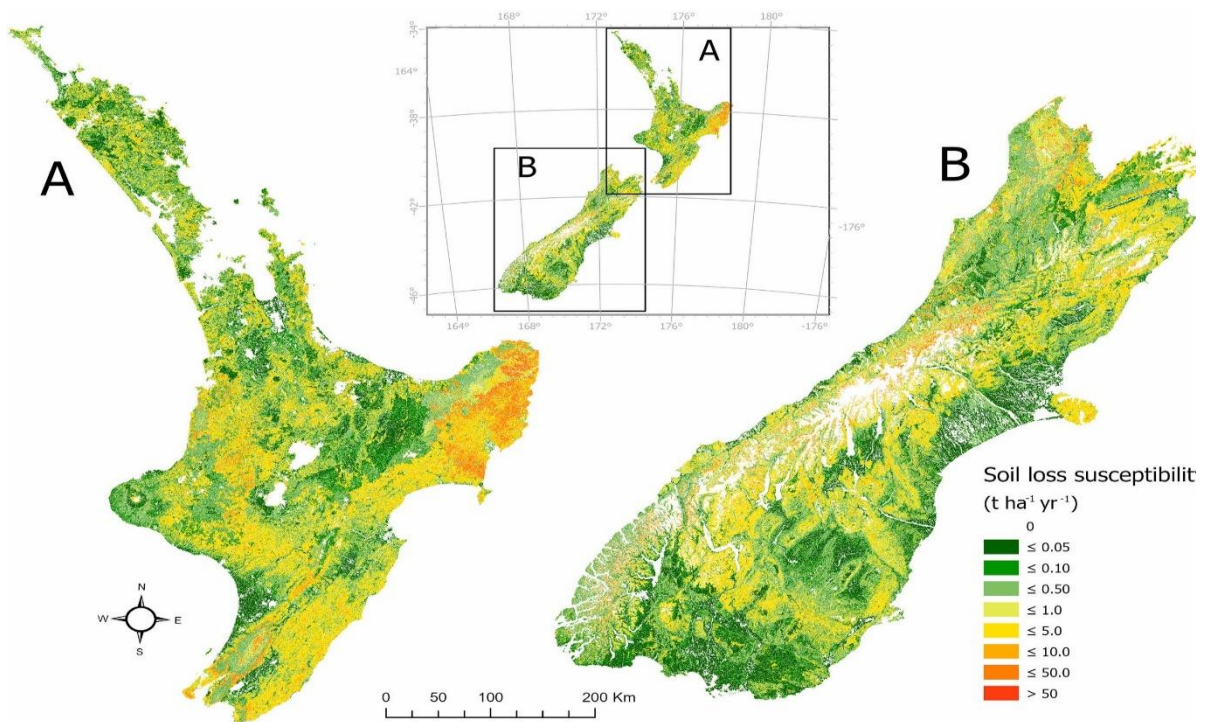 168° 172° 176° 180°
-34°
164°
-38°
-42°
-46°
-176°
164° 168° 172° 176° 180° -176°
A
B
A
B
N
W E
S
0 50 100 200 Km
Soil loss susceptibilit
(t ha⁻¹ yr⁻¹)
0
≤ 0.05
≤ 0.10
≤ 0.50
≤ 1.0
≤ 5.0
≤ 10.0
≤ 50.0
> 50